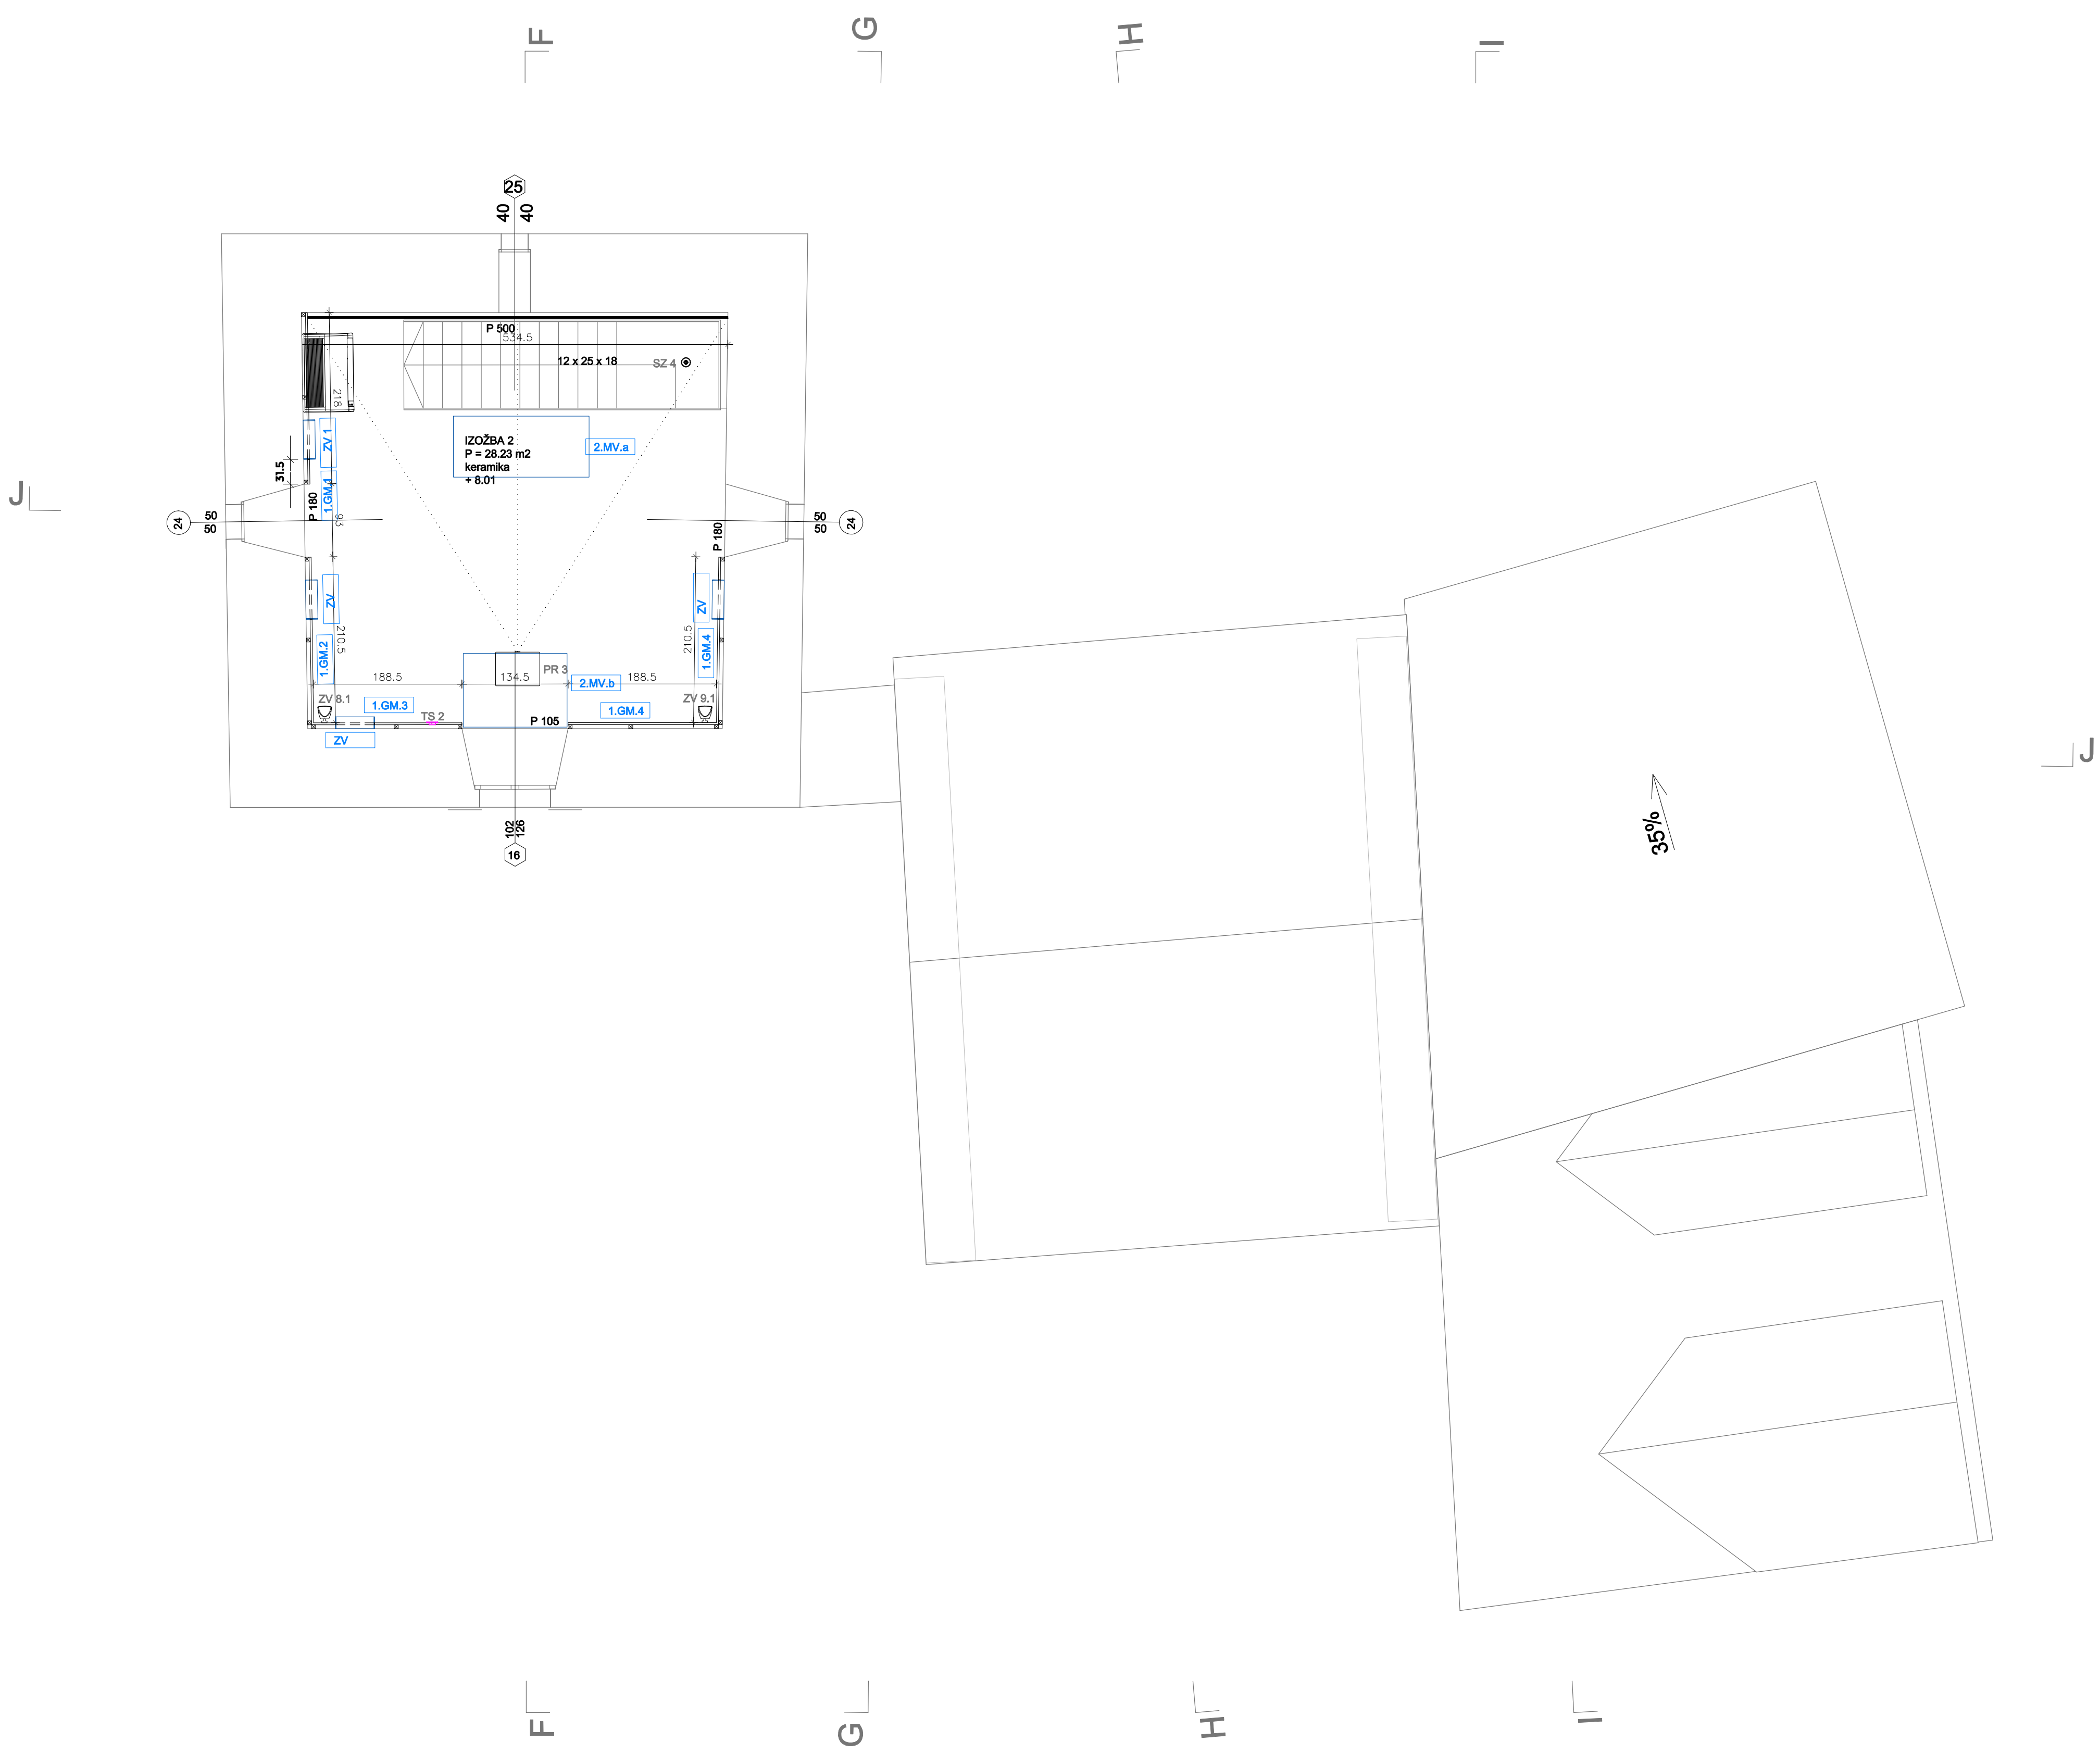 F
G
H
I
25
40
40
P 500
534.5
12 x 25 x 18
SZ 4
218
ZV 1
IZOŽBA 2
P = 28.23 m2
keramika
+ 8.01
2.MV.a
31.5
1.GM.1
P 180
93
J
24
50
50
50
50
24
P 180
ZV
ZV
210.5
210.5
1.GM.2
1.GM.4
PR 3
188.5
134.5
188.5
2.MV.b
ZV 8.1
1.GM.3
TS 2
P 105
1.GM.4
ZV 9.1
ZV
J
102
126
16
35%
F
G
H
I